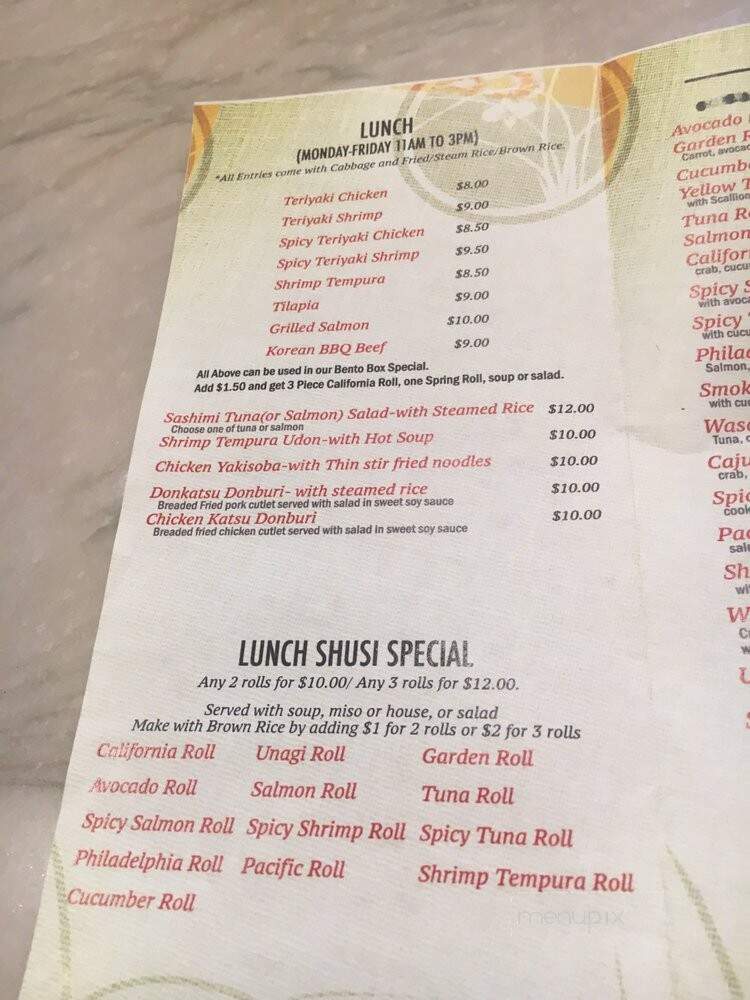 LUNCH
(MONDAY-FRIDAY 11AM TO 3PM)
*All Entries come with Cabbage and Fried/Steam Rice/Brown Rice.
Teriyaki Chicken $8.00
Teriyaki Shrimp $9.00
Spicy Teriyaki Chicken $8.50
Spicy Teriyaki Shrimp $9.50
Shrimp Tempura $8.50
Tilapia $9.00
Grilled Salmon $10.00
Korean BBQ Beef $9.00
All Above can be used in our Bento Box Special.
Add $1.50 and get 3 Piece California Roll, one Spring Roll, soup or salad.
Sashimi Tuna(or Salmon) Salad-with Steamed Rice $12.00
Choose one of tuna or salmon
Shrimp Tempura Udon-with Hot Soup $10.00
Chicken Yakisoba-with Thin stir fried noodles $10.00
Donkatsu Donburi- with steamed rice $10.00
Breaded Fried pork cutlet served with salad in sweet soy sauce
Chicken Katsu Donburi $10.00
Breaded fried chicken cutlet served with salad in sweet soy sauce
LUNCH SHUSI SPECIAL
Any 2 rolls for $10.00/ Any 3 rolls for $12.00.
Served with soup, miso or house, or salad
Make with Brown Rice by adding $1 for 2 rolls or $2 for 3 rolls
California Roll Unagi Roll Garden Roll
Avocado Roll Salmon Roll Tuna Roll
Spicy Salmon Roll Spicy Shrimp Roll Spicy Tuna Roll
Philadelphia Roll Pacific Roll Shrimp Tempura Roll
Cucumber Roll
Avocado
Garden R
Carrot, avocad
Cucumb
Yellow T
with Scallion
Tuna R
Salmon
Califor
crab, cucu
Spicy S
with avoca
Spicy
with cucu
Philad
Salmon,
Smok
with cu
Wasa
Tuna,
Caju
crab,
Spic
cook
Pac
sal
Sh
wi
W
C
w
menupix